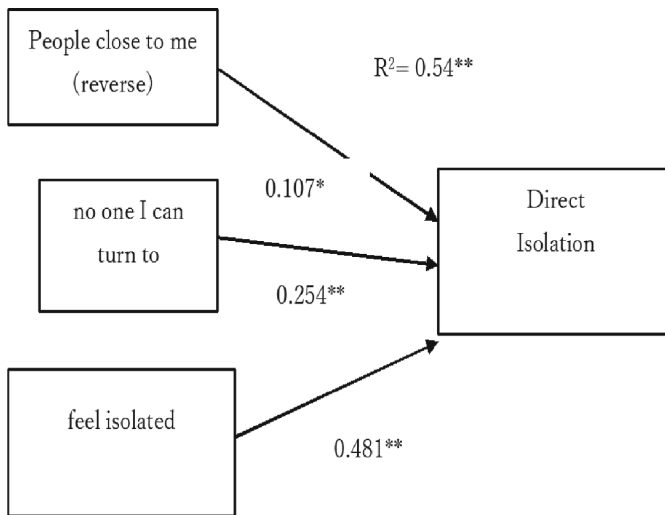 People close to me
(reverse)
R²= 0.54**
0.107*
no one I can
turn to
Direct
Isolation
0.254**
feel isolated
0.481**